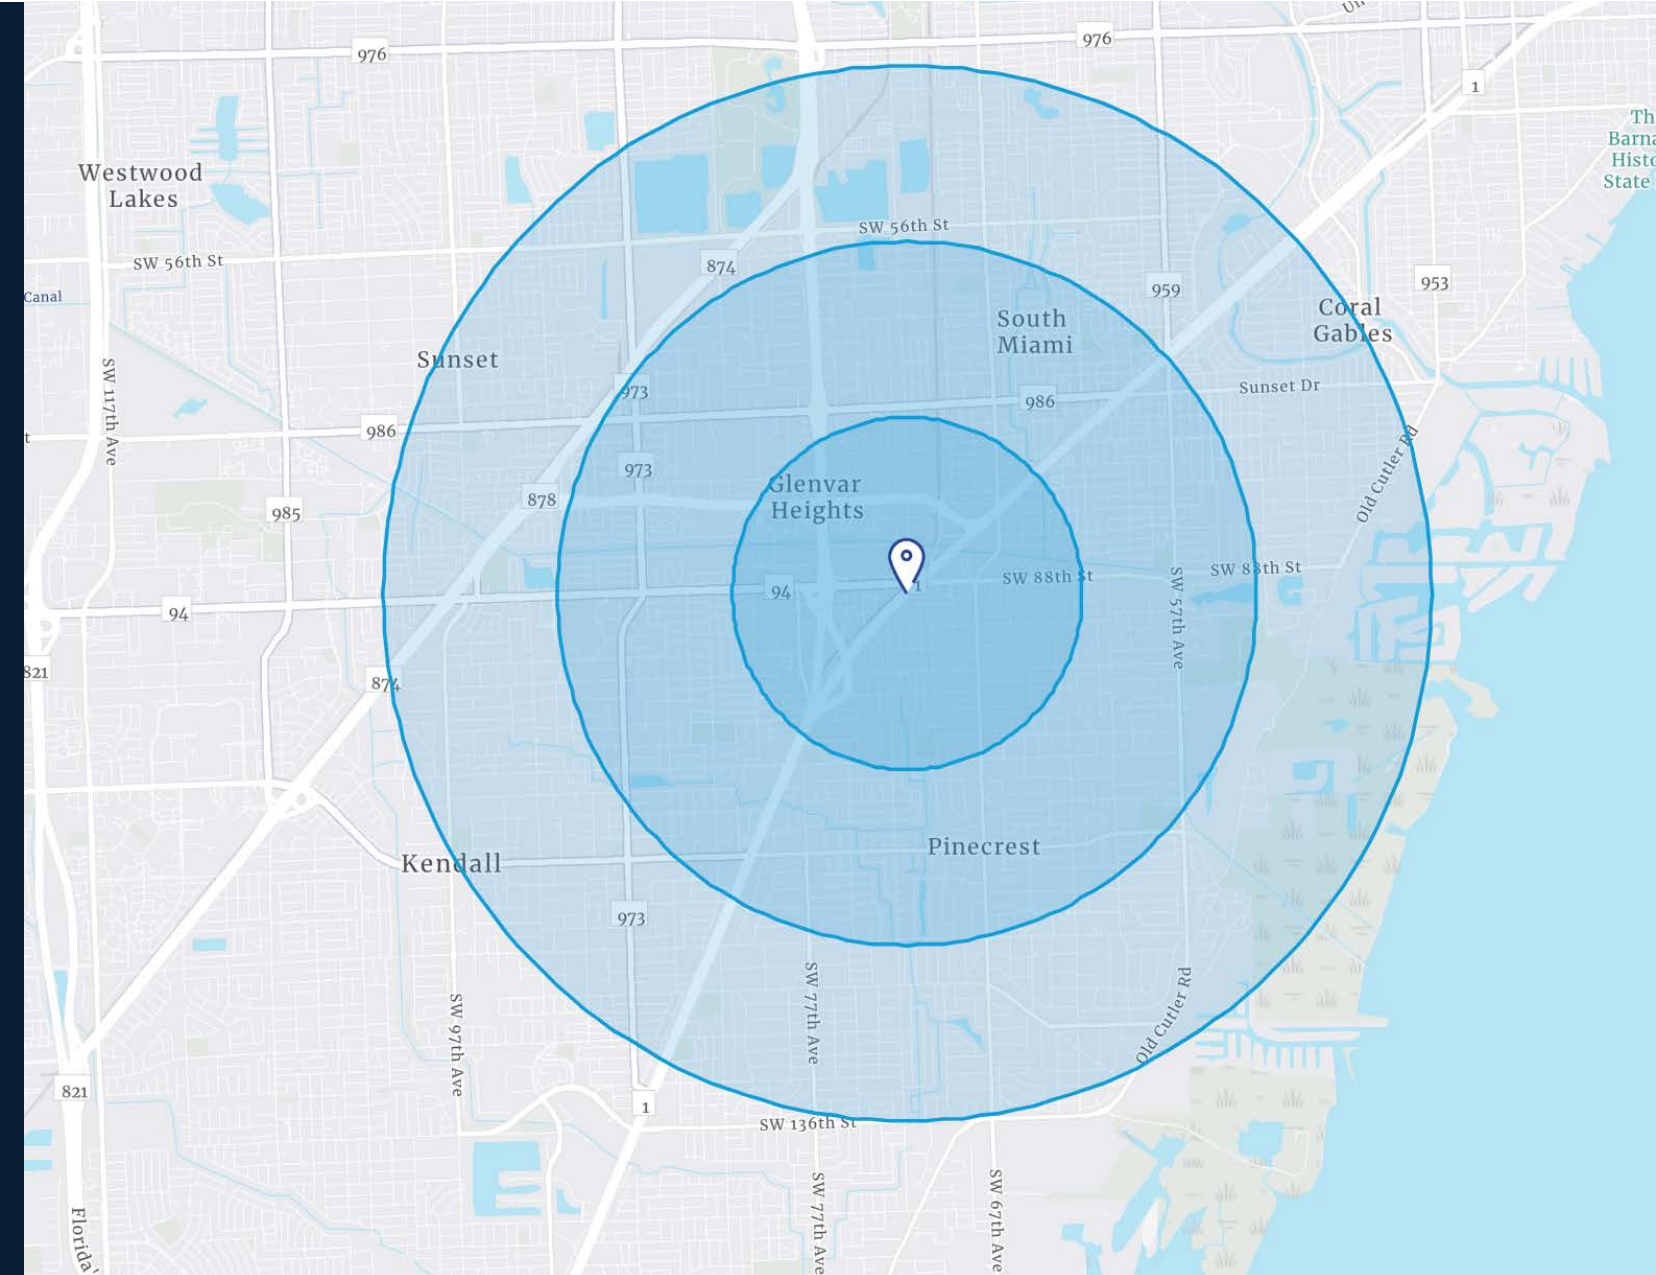 976
976
1
Westwood
Lakes
Th
Barna
Histo
State
SW 56th St
SW 56th St
874
959
953
Canal
South
Miami
Coral
Gables
Sunset
SW 117th Ave
973
986
Sunset Dr
986
t
973
Glenvar
Heights
Old Cutler Rd
878
985
94
1
SW 88th St
SW 88th St
94
SW 57th Ave
821
874
Kendall
Pinecrest
973
SW 97th Ave
SW 77th Ave
Old Cutler Rd
821
1
SW 136th St
SW 77th Ave
SW 67th Ave
Florida'